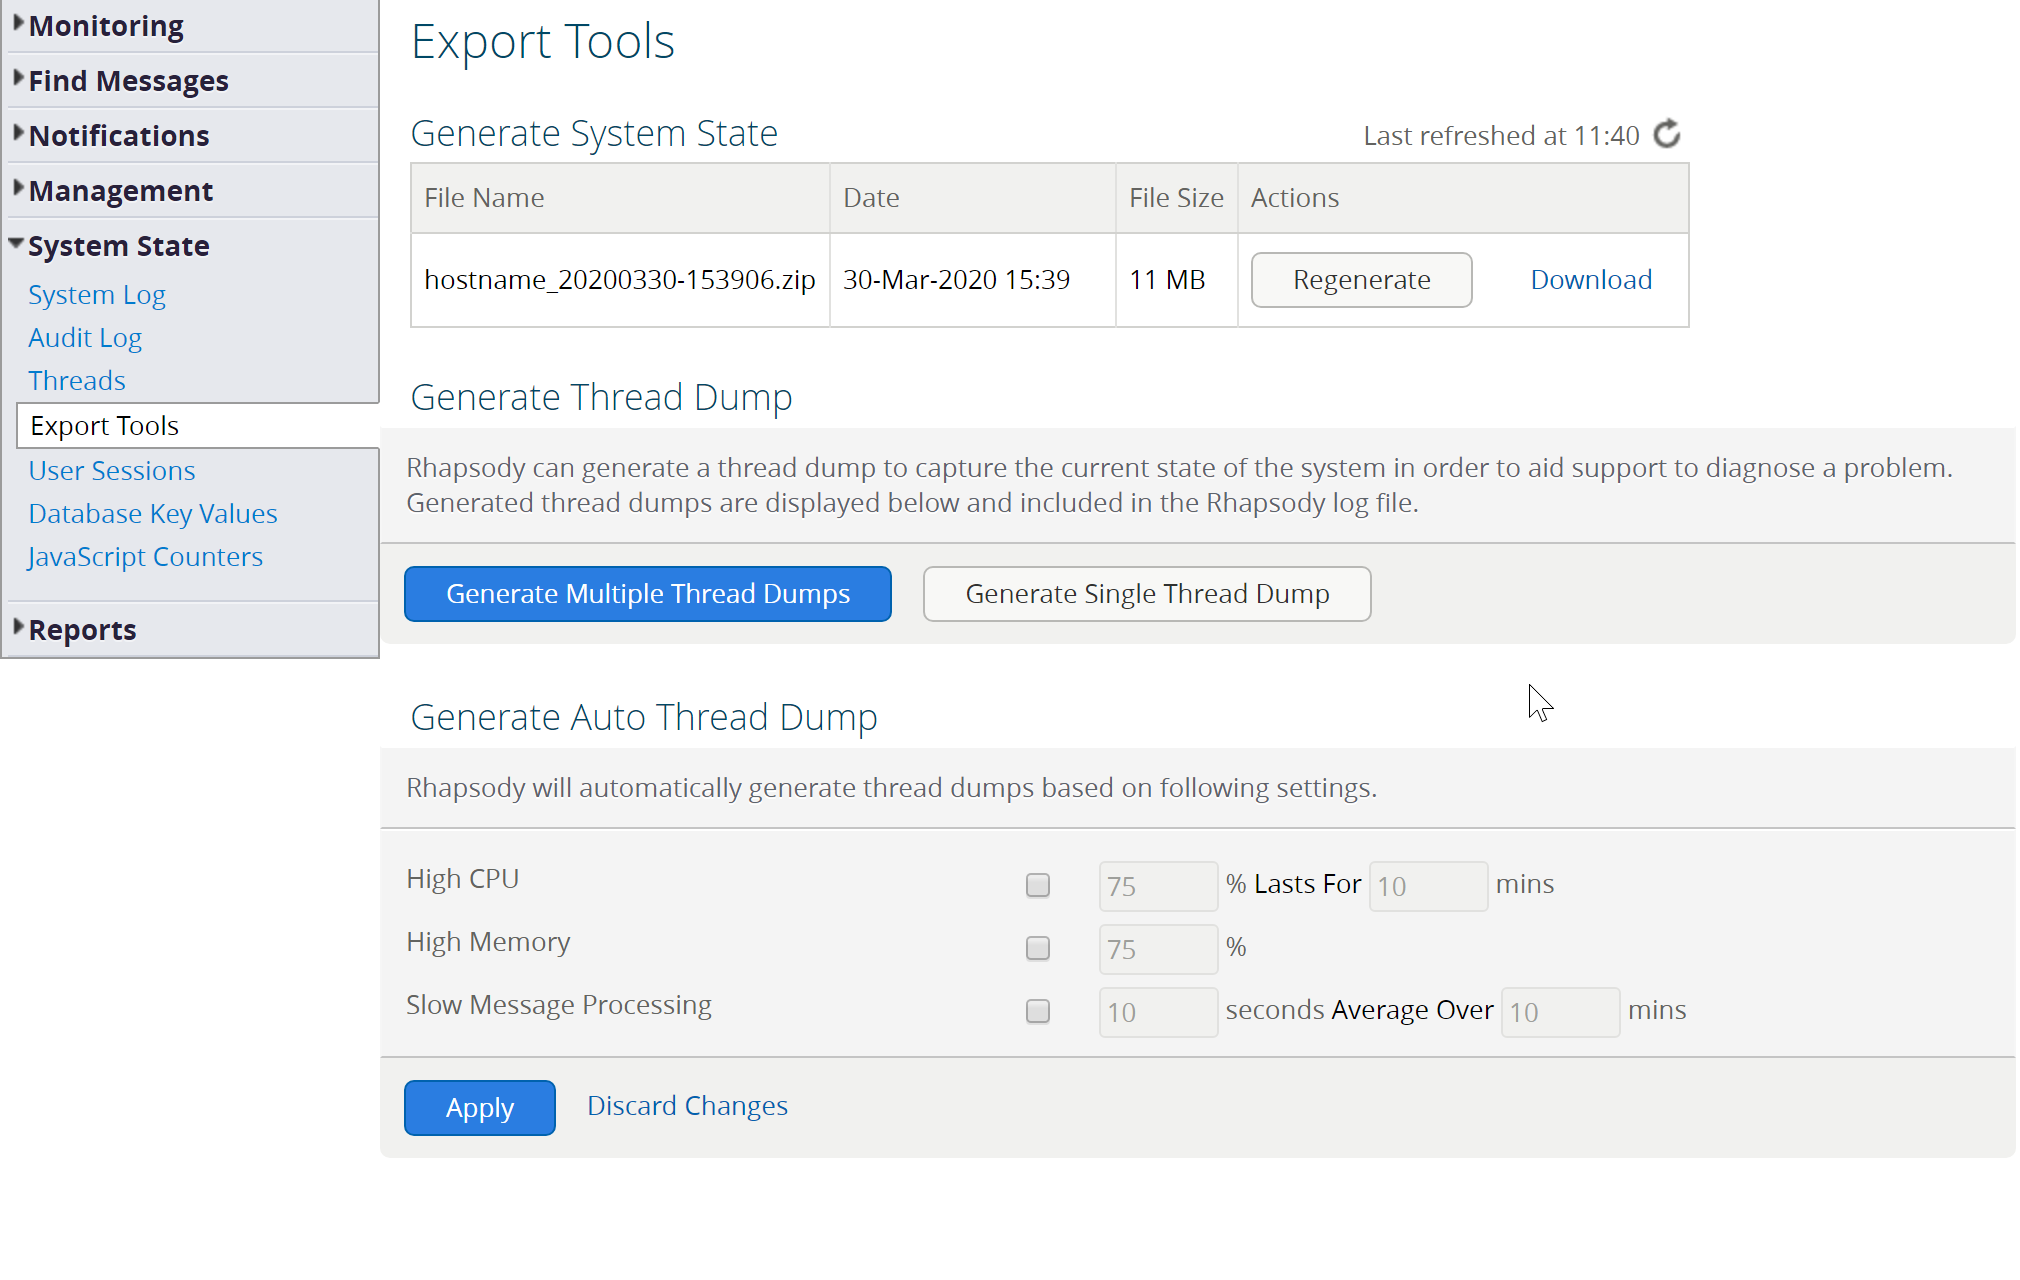 Monitoring
Find Messages
Notifications
Management
System State
System Log
Audit Log
Threads
Export Tools
User Sessions
Database Key Values
JavaScript Counters
Reports
Export Tools
Generate System State
Last refreshed at 11:40
File Name Date File Size Actions
hostname_20200330-153906.zip 30-Mar-2020 15:39 11 MB Regenerate Download
Generate Thread Dump
Rhapsody can generate a thread dump to capture the current state of the system in order to aid support to diagnose a problem.
Generated thread dumps are displayed below and included in the Rhapsody log file.
Generate Multiple Thread Dumps Generate Single Thread Dump
Generate Auto Thread Dump
Rhapsody will automatically generate thread dumps based on following settings.
High CPU 75 % Lasts For 10 mins
High Memory 75 %
Slow Message Processing 10 seconds Average Over 10 mins
Apply Discard Changes